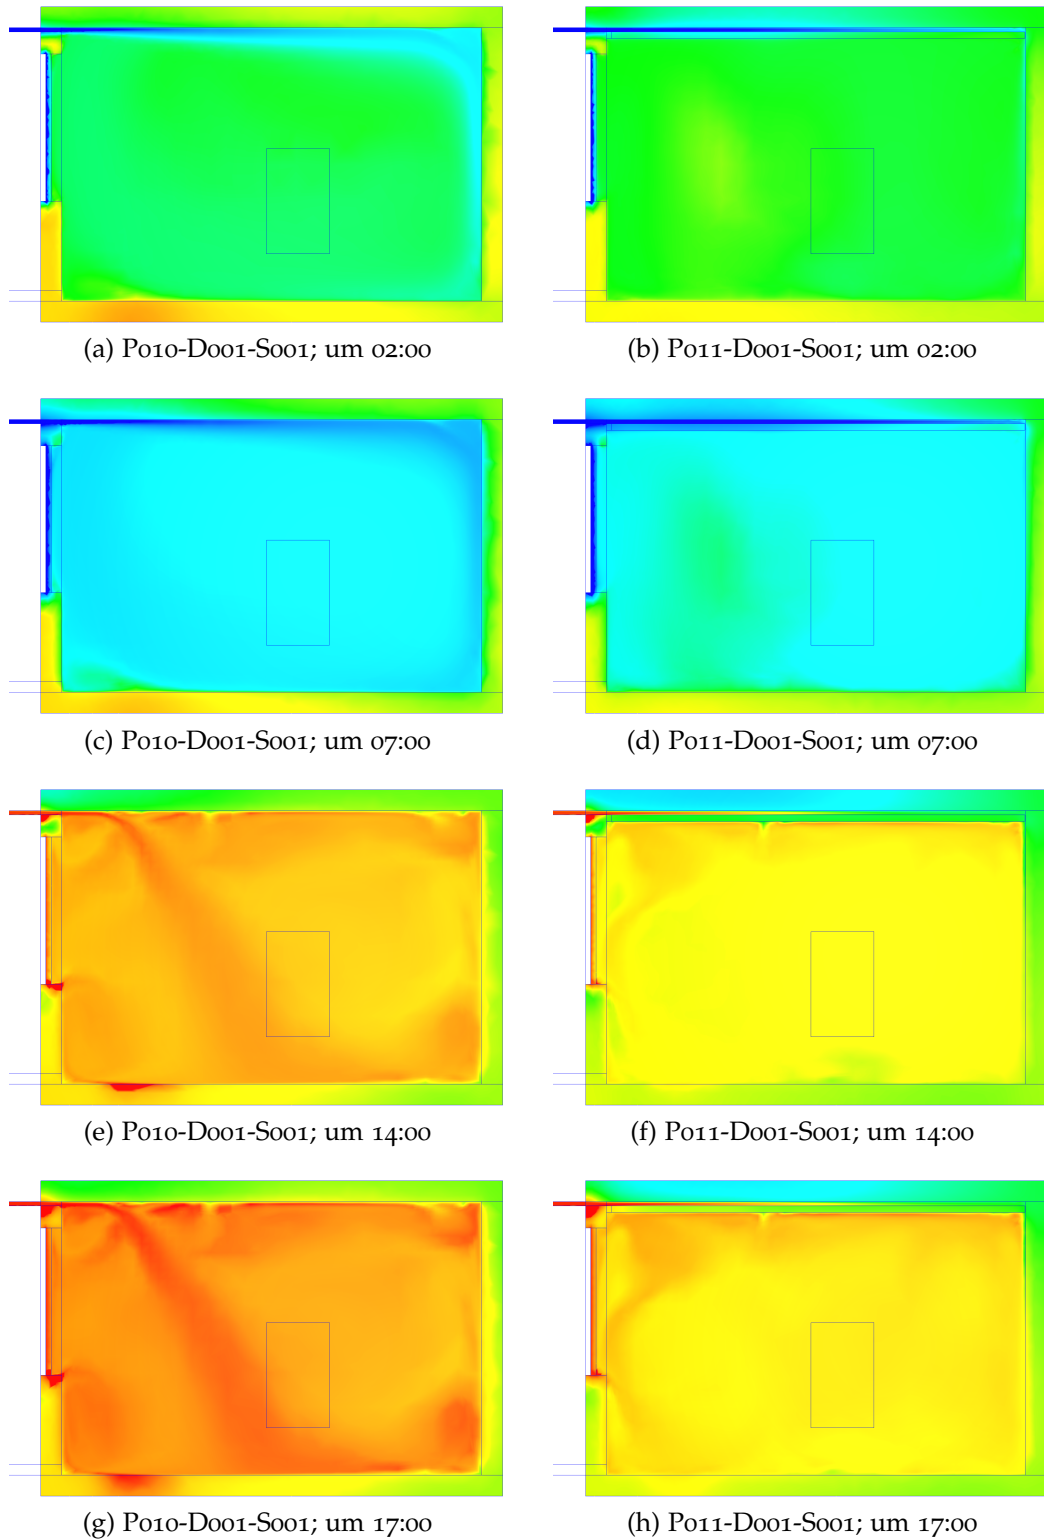 (a) P010-D001-S001; um 02:00
(b) P011-D001-S001; um 02:00
(c) P010-D001-S001; um 07:00
(d) P011-D001-S001; um 07:00
(e) P010-D001-S001; um 14:00
(f) P011-D001-S001; um 14:00
(g) P010-D001-S001; um 17:00
(h) P011-D001-S001; um 17:00